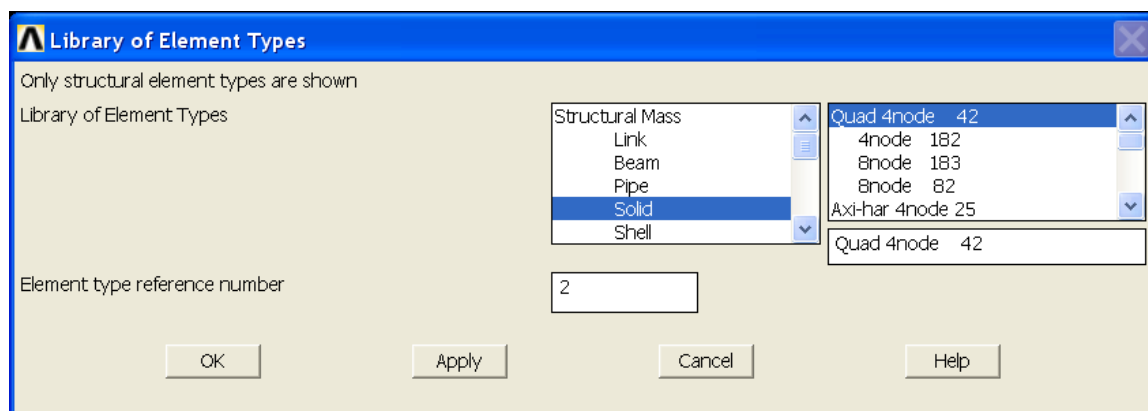 Library of Element Types
Only structural element types are shown
Library of Element Types
Structural Mass
Link
Beam
Pipe
Solid
Shell
Quad 4node 42
4node 182
8node 183
8node 82
Axi-har 4node 25
Quad 4node 42
Element type reference number
2
OK Apply Cancel Help